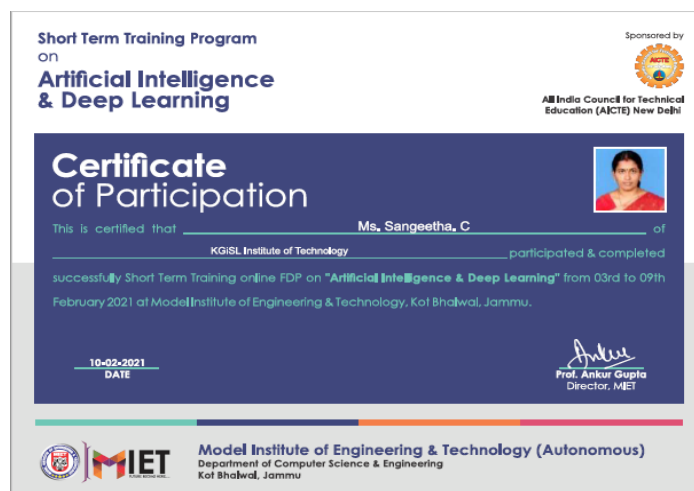 Short Term Training Program
on
Artificial Intelligence
& Deep Learning
Sponsored by
AICTE
All India Council for Technical
Education (AICTE) New Delhi
Certificate
of Participation
This is certified that Ms. Sangeetha, C of
KGiSL Institute of Technology participated & completed
successfully Short Term Training online FDP on "Artificial Intelligence & Deep Learning" from 03rd to 09th
February 2021 at Model Institute of Engineering & Technology, Kot Bhalwal, Jammu.
10-02-2021
DATE
Ankur
Prof. Ankur Gupta
Director, MIET
MIET
Model Institute of Engineering & Technology (Autonomous)
Department of Computer Science & Engineering
Kot Bhalwal, Jammu